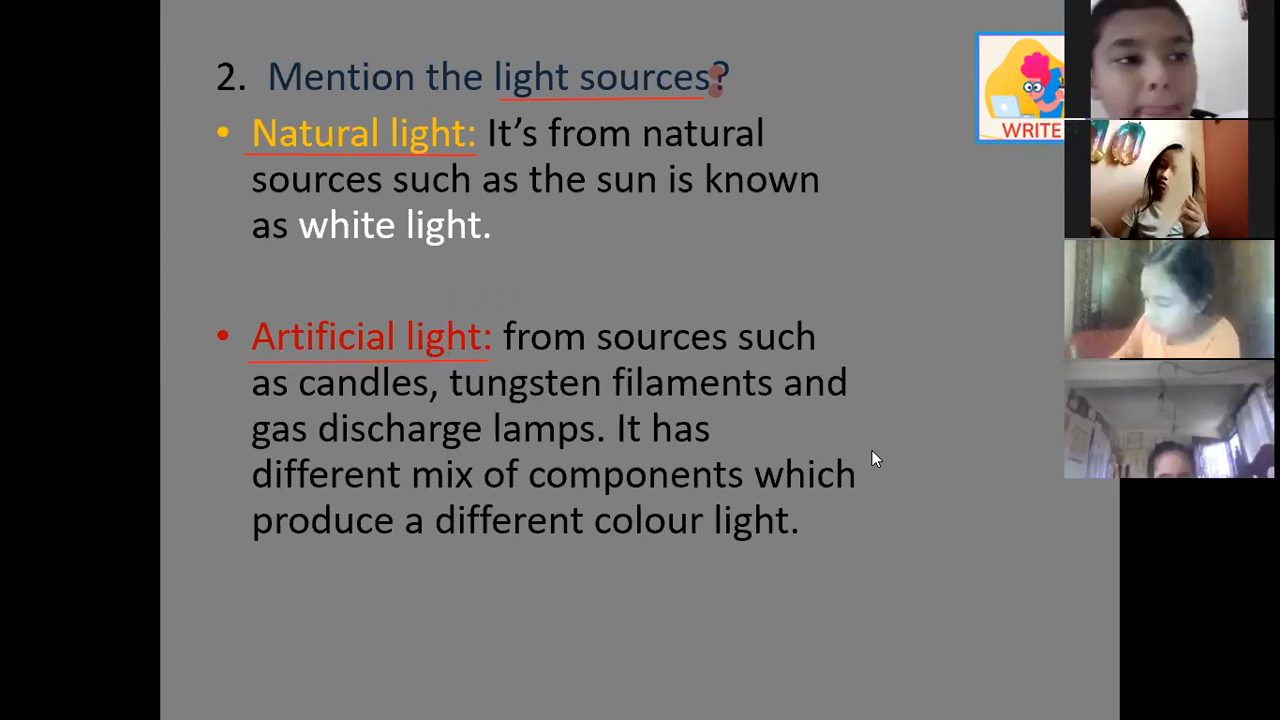 2. Mention the light sources?
• Natural light: It’s from natural
sources such as the sun is known
as white light.
• Artificial light: from sources such
as candles, tungsten filaments and
gas discharge lamps. It has
different mix of components which
produce a different colour light.
WRITE
10